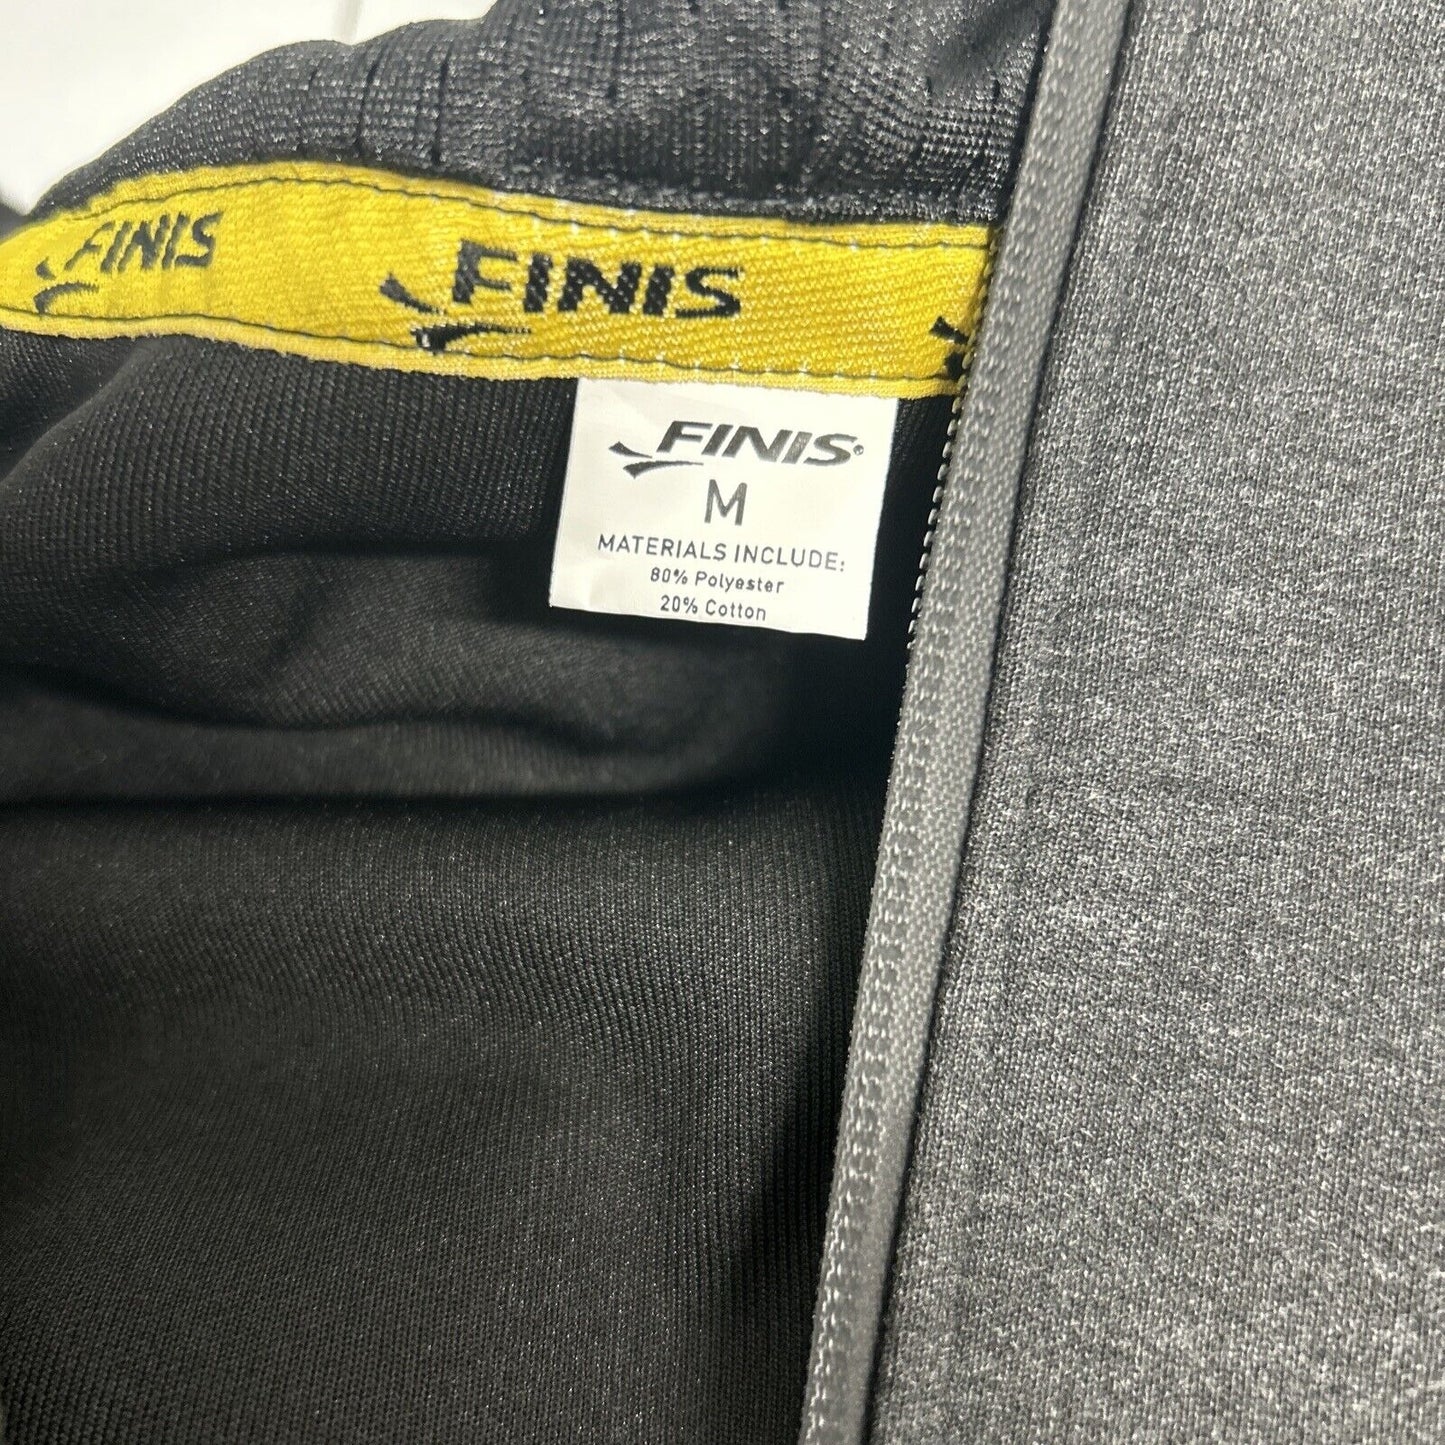 FINIS FINIS
FINIS®
M
MATERIALS INCLUDE:
80% Polyester
20% Cotton